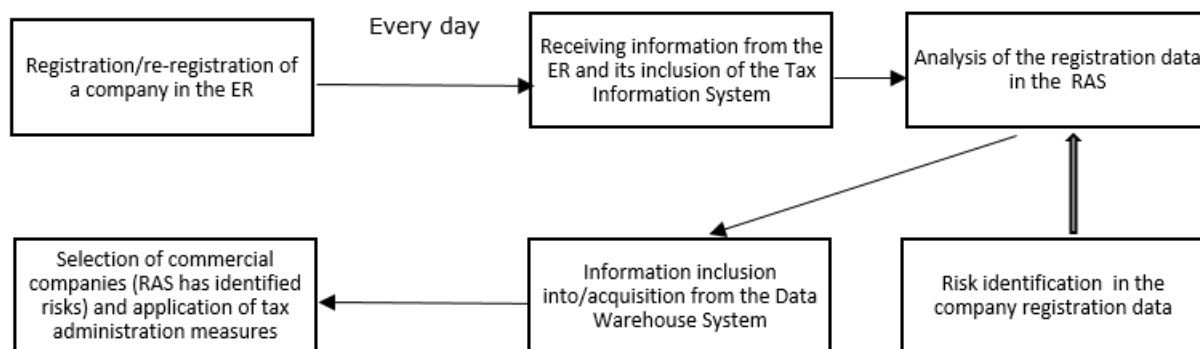 Every day
Registration/re-registration of
a company in the ER
Receiving information from the
ER and its inclusion of the Tax
Information System
Analysis of the registration data
in the RAS
Selection of commercial
companies (RAS has identified
risks) and application of tax
administration measures
Information inclusion
into/acquisition from the Data
Warehouse System
Risk identification in the
company registration data